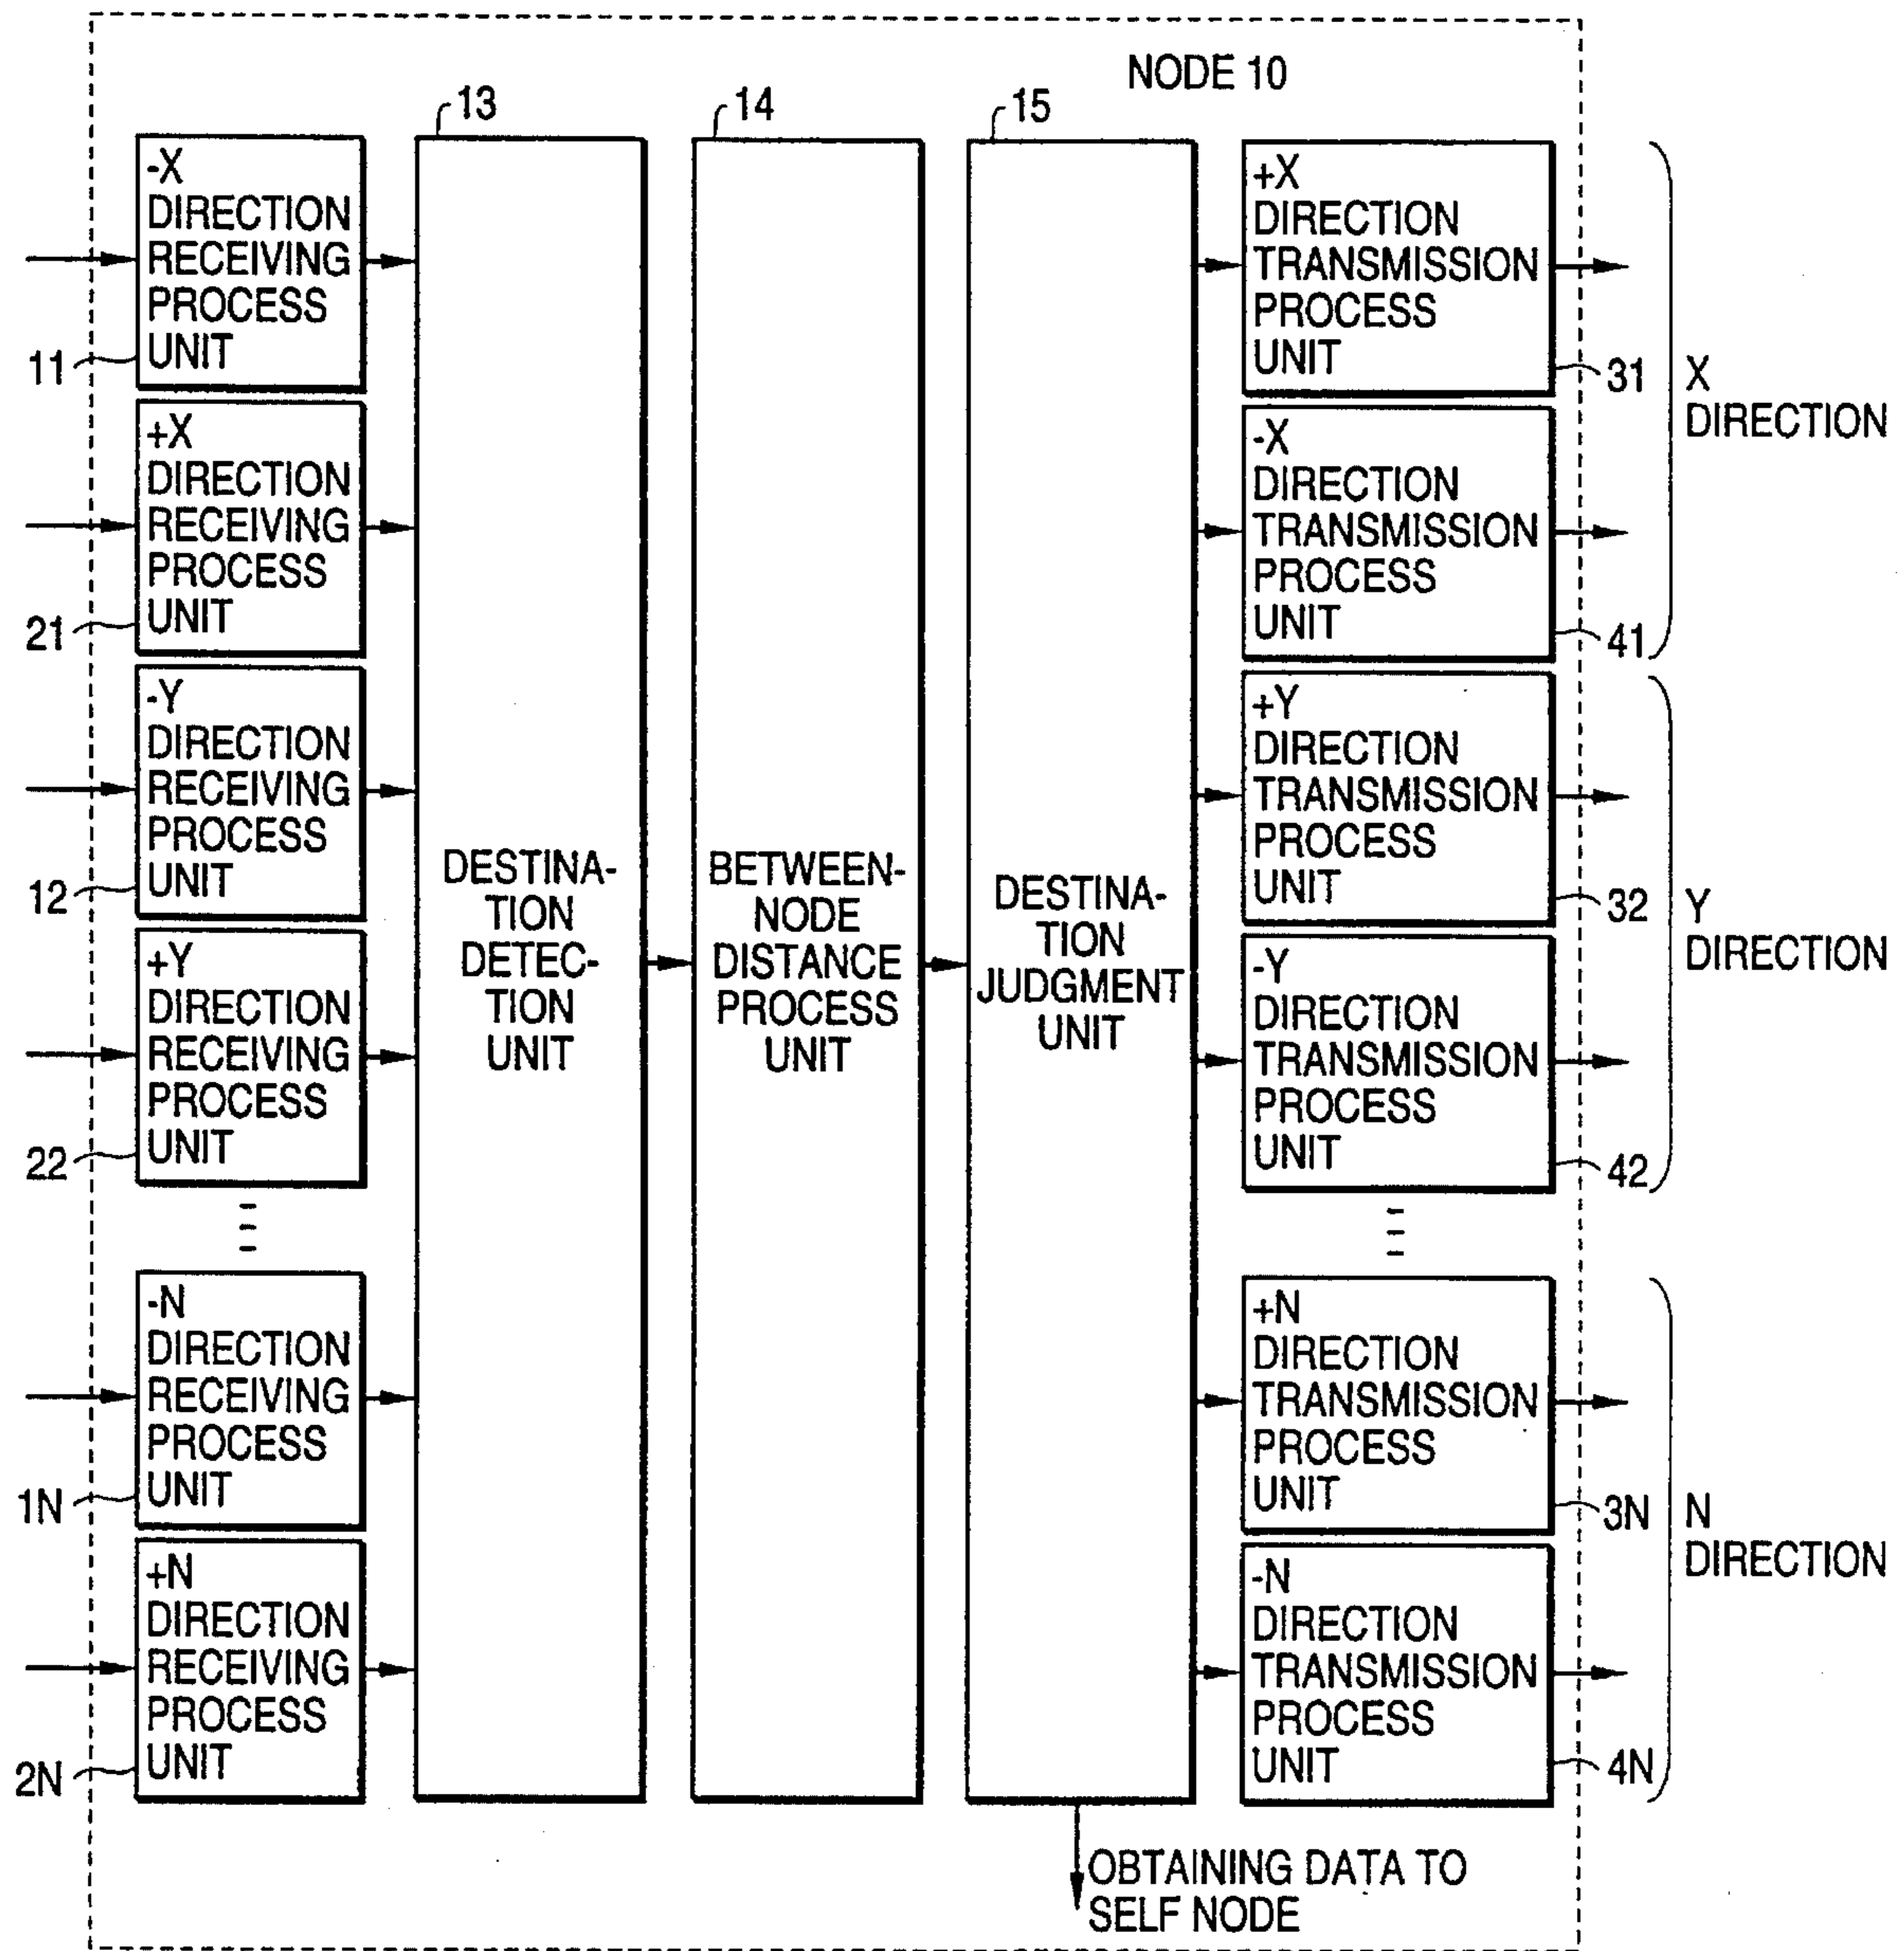 NODE 10
13
14
15
-X
DIRECTION
RECEIVING
PROCESS
UNIT
11
+X
DIRECTION
RECEIVING
PROCESS
UNIT
21
-Y
DIRECTION
RECEIVING
PROCESS
UNIT
12
+Y
DIRECTION
RECEIVING
PROCESS
UNIT
22
-N
DIRECTION
RECEIVING
PROCESS
UNIT
1N
+N
DIRECTION
RECEIVING
PROCESS
UNIT
2N
DESTINA-
TION
DETEC-
TION
UNIT
BETWEEN-
NODE
DISTANCE
PROCESS
UNIT
DESTINA-
TION
JUDGMENT
UNIT
+X
DIRECTION
TRANSMISSION
PROCESS
UNIT
31
-X
DIRECTION
TRANSMISSION
PROCESS
UNIT
41
X
DIRECTION
+Y
DIRECTION
TRANSMISSION
PROCESS
UNIT
32
-Y
DIRECTION
TRANSMISSION
PROCESS
UNIT
42
Y
DIRECTION
+N
DIRECTION
TRANSMISSION
PROCESS
UNIT
3N
-N
DIRECTION
TRANSMISSION
PROCESS
UNIT
4N
N
DIRECTION
OBTAINING DATA TO
SELF NODE